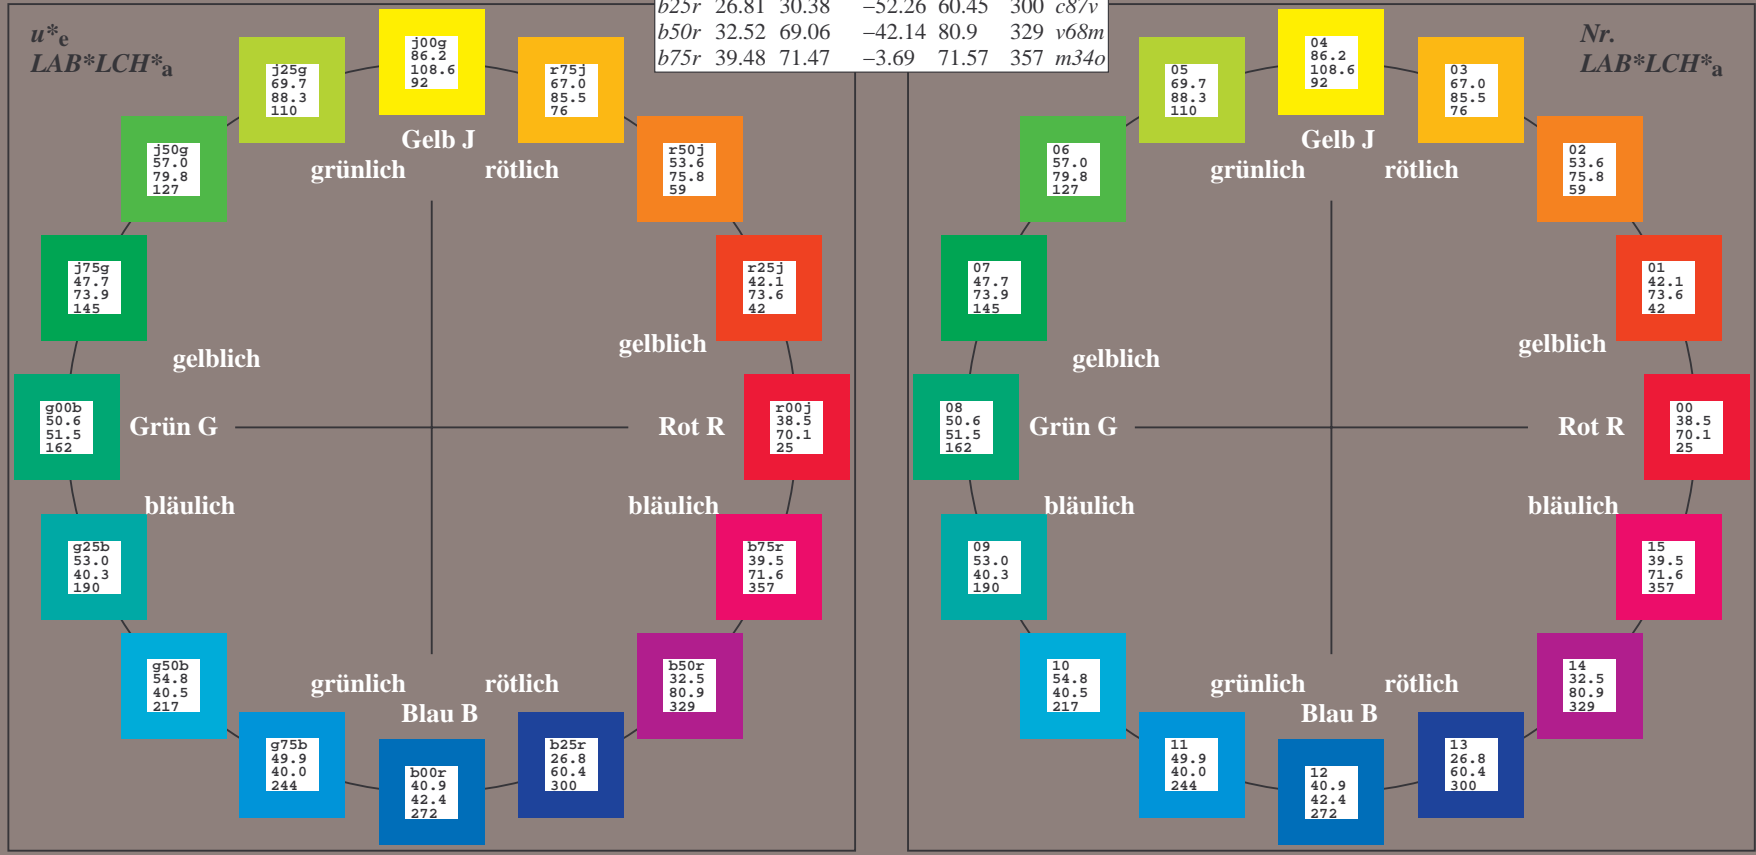 b25r 26.81 30.38 −52.26 60.45 300 c87v
b50r 32.52 69.06 −42.14 80.9 329 v68m
b75r 39.48 71.47 −3.69 71.57 357 m34o
u*e
LAB*LCH*a
j00g
86.2
108.6
92
j25g
69.7
88.3
110
r75j
67.0
85.5
76
Gelb J
grünlich rötlich
j50g
57.0
79.8
127
r50j
53.6
75.8
59
j75g
47.7
73.9
145
r25j
42.1
73.6
42
gelblich
gelblich
g00b
50.6
51.5
162
Grün G
Rot R
r00j
38.5
70.1
25
bläulich
bläulich
g25b
53.0
40.3
190
b75r
39.5
71.6
357
g50b
54.8
40.5
217
b50r
32.5
80.9
329
grünlich rötlich
Blau B
g75b
49.9
40.0
244
b00r
40.9
42.4
272
b25r
26.8
60.4
300
Nr.
LAB*LCH*a
04
86.2
108.6
92
05
69.7
88.3
110
03
67.0
85.5
76
Gelb J
grünlich rötlich
06
57.0
79.8
127
02
53.6
75.8
59
07
47.7
73.9
145
01
42.1
73.6
42
gelblich
gelblich
08
50.6
51.5
162
Grün G
Rot R
00
38.5
70.1
25
bläulich
bläulich
09
53.0
40.3
190
15
39.5
71.6
357
10
54.8
40.5
217
14
32.5
80.9
329
grünlich rötlich
Blau B
11
49.9
40.0
244
12
40.9
42.4
272
13
26.8
60.4
300